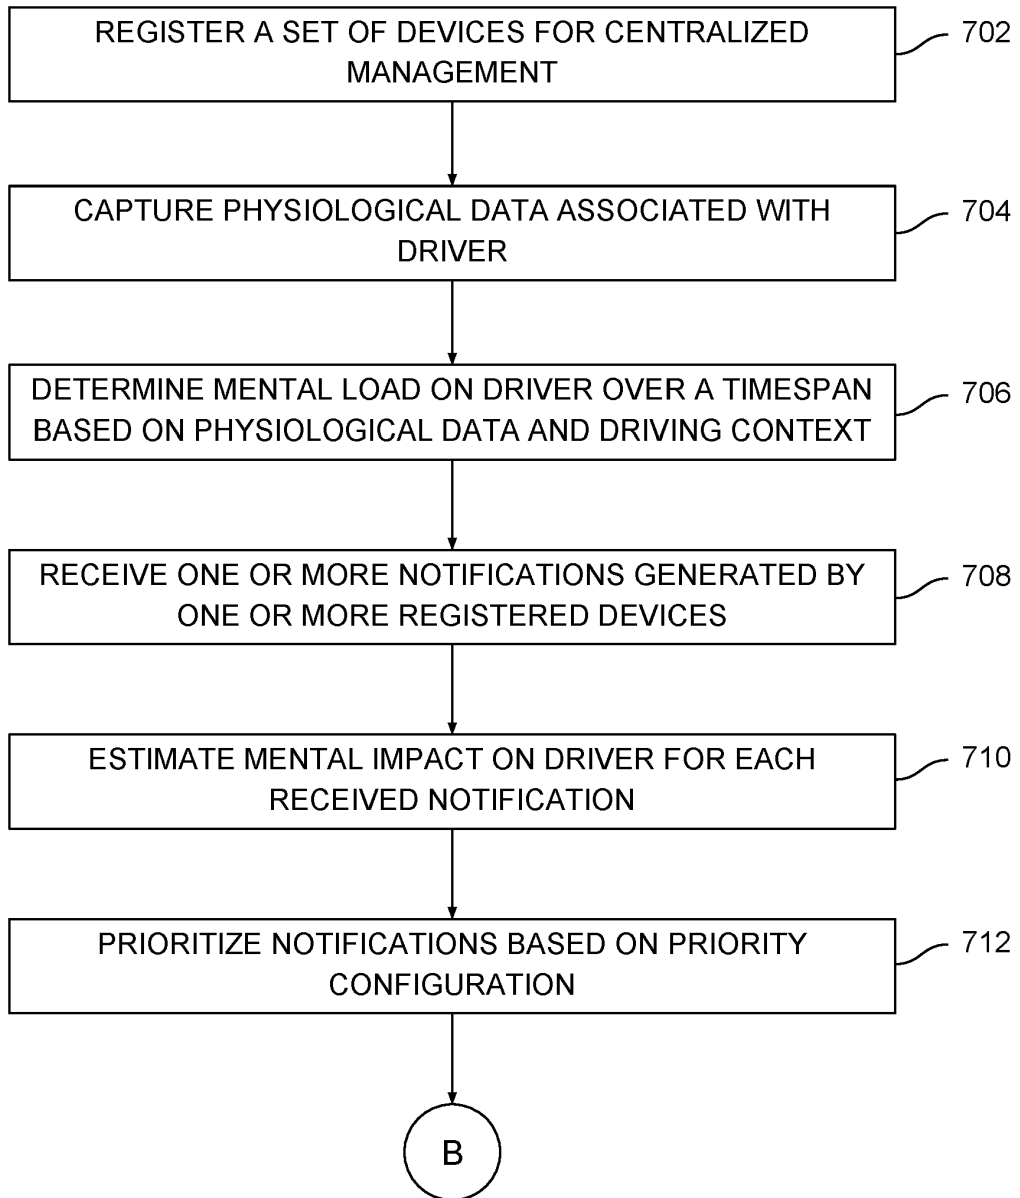 REGISTER A SET OF DEVICES FOR CENTRALIZED
MANAGEMENT
702
CAPTURE PHYSIOLOGICAL DATA ASSOCIATED WITH
DRIVER
704
DETERMINE MENTAL LOAD ON DRIVER OVER A TIMESPAN
BASED ON PHYSIOLOGICAL DATA AND DRIVING CONTEXT
706
RECEIVE ONE OR MORE NOTIFICATIONS GENERATED BY
ONE OR MORE REGISTERED DEVICES
708
ESTIMATE MENTAL IMPACT ON DRIVER FOR EACH
RECEIVED NOTIFICATION
710
PRIORITIZE NOTIFICATIONS BASED ON PRIORITY
CONFIGURATION
712
B